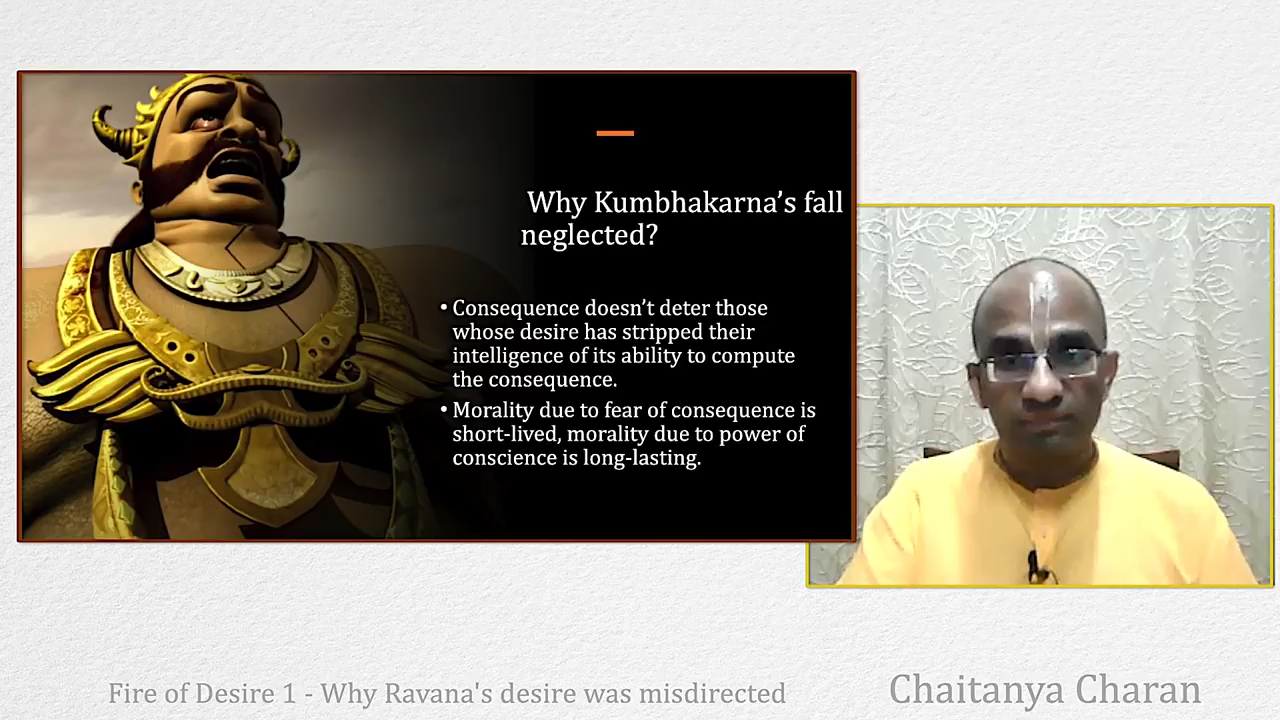 Why Kumbhakarna’s fall
neglected?
• Consequence doesn’t deter those
whose desire has stripped their
intelligence of its ability to compute
the consequence.
• Morality due to fear of consequence is
short-lived, morality due to power of
conscience is long-lasting.
Fire of Desire 1 - Why Ravana's desire was misdirected
Chaitanya Charan